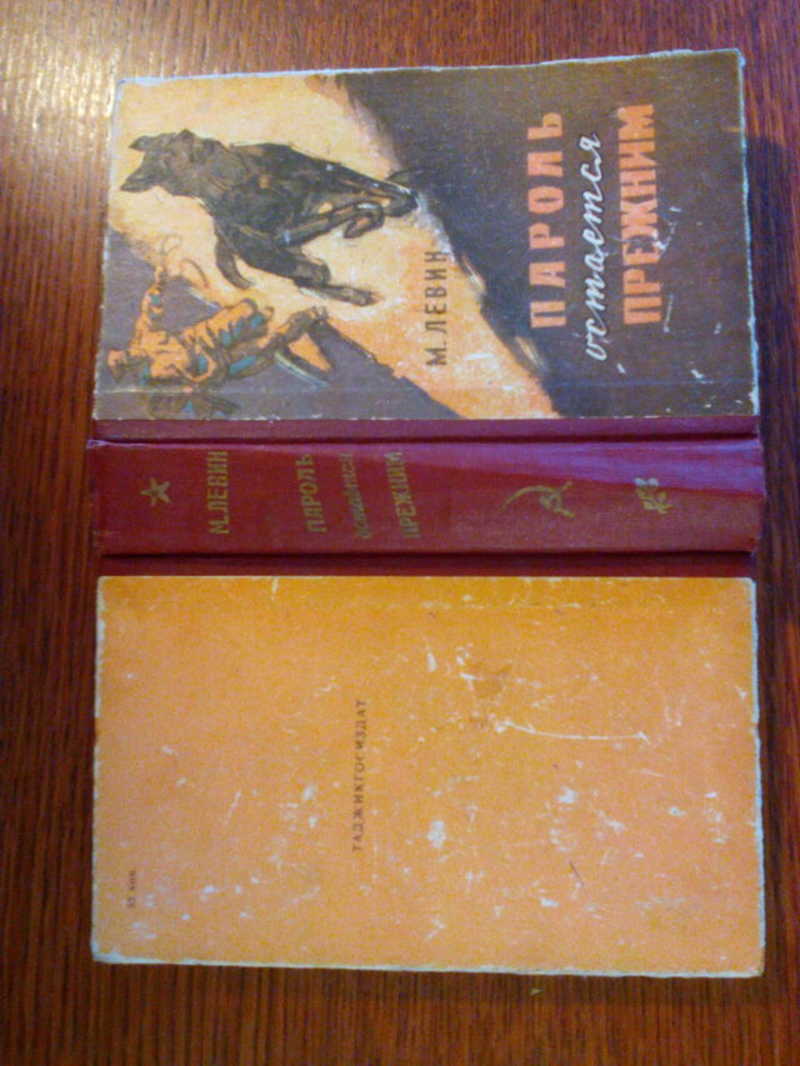 М. ЛЕВИН
ПАРОЛЬ
остается
ПРЕЖНИМ
М. ЛЕВИН
ПАРОЛЬ
остается
ПРЕЖНИМ
ТАДЖИКГОСИЗДАТ